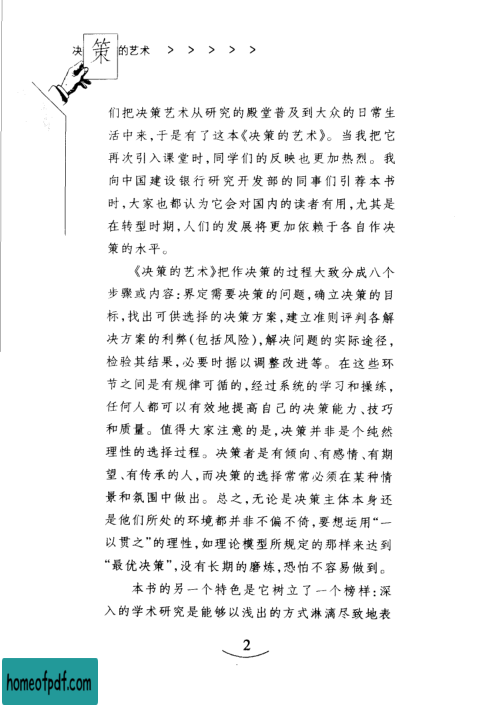 决策的艺术 > > > > >
们把决策艺术从研究的殿堂普及到大众的日常生
活中来,于是有了这本《决策的艺术》。当我把它
再次引入课堂时,同学们的反映也更加热烈。我
向中国建设银行研究开发部的同事们引荐本书
时,大家也都认为它会对国内的读者有用,尤其是
在转型时期,人们的发展将更加依赖于各自作决
策的水平。
《决策的艺术》把作决策的过程大致分成八个
步骤或内容:界定需要决策的问题,确立决策的目
标,找出可供选择的决策方案,建立准则评判各解
决方案的利弊(包括风险),解决问题的实际途径,
检验其结果,必要时据以调整改进等。在这些环
节之间是有规律可循的,经过系统的学习和操练,
任何人都可以有效地提高自己的决策能力、技巧
和质量。值得大家注意的是,决策并非是个纯然
理性的选择过程。决策者是有倾向、有感情、有期
望、有传承的人,而决策的选择常常必须在某种情
景和氛围中做出。总之,无论是决策主体本身还
是他们所处的环境都并非不偏不倚,要想运用“一
以贯之”的理性,如理论模型所规定的那样来达到
“最优决策”,没有长期的磨炼,恐怕不容易做到。
本书的另一个特色是它树立了一个榜样:深
入的学术研究是能够以浅出的方式淋漓尽致地表
2
homeofpdf.com